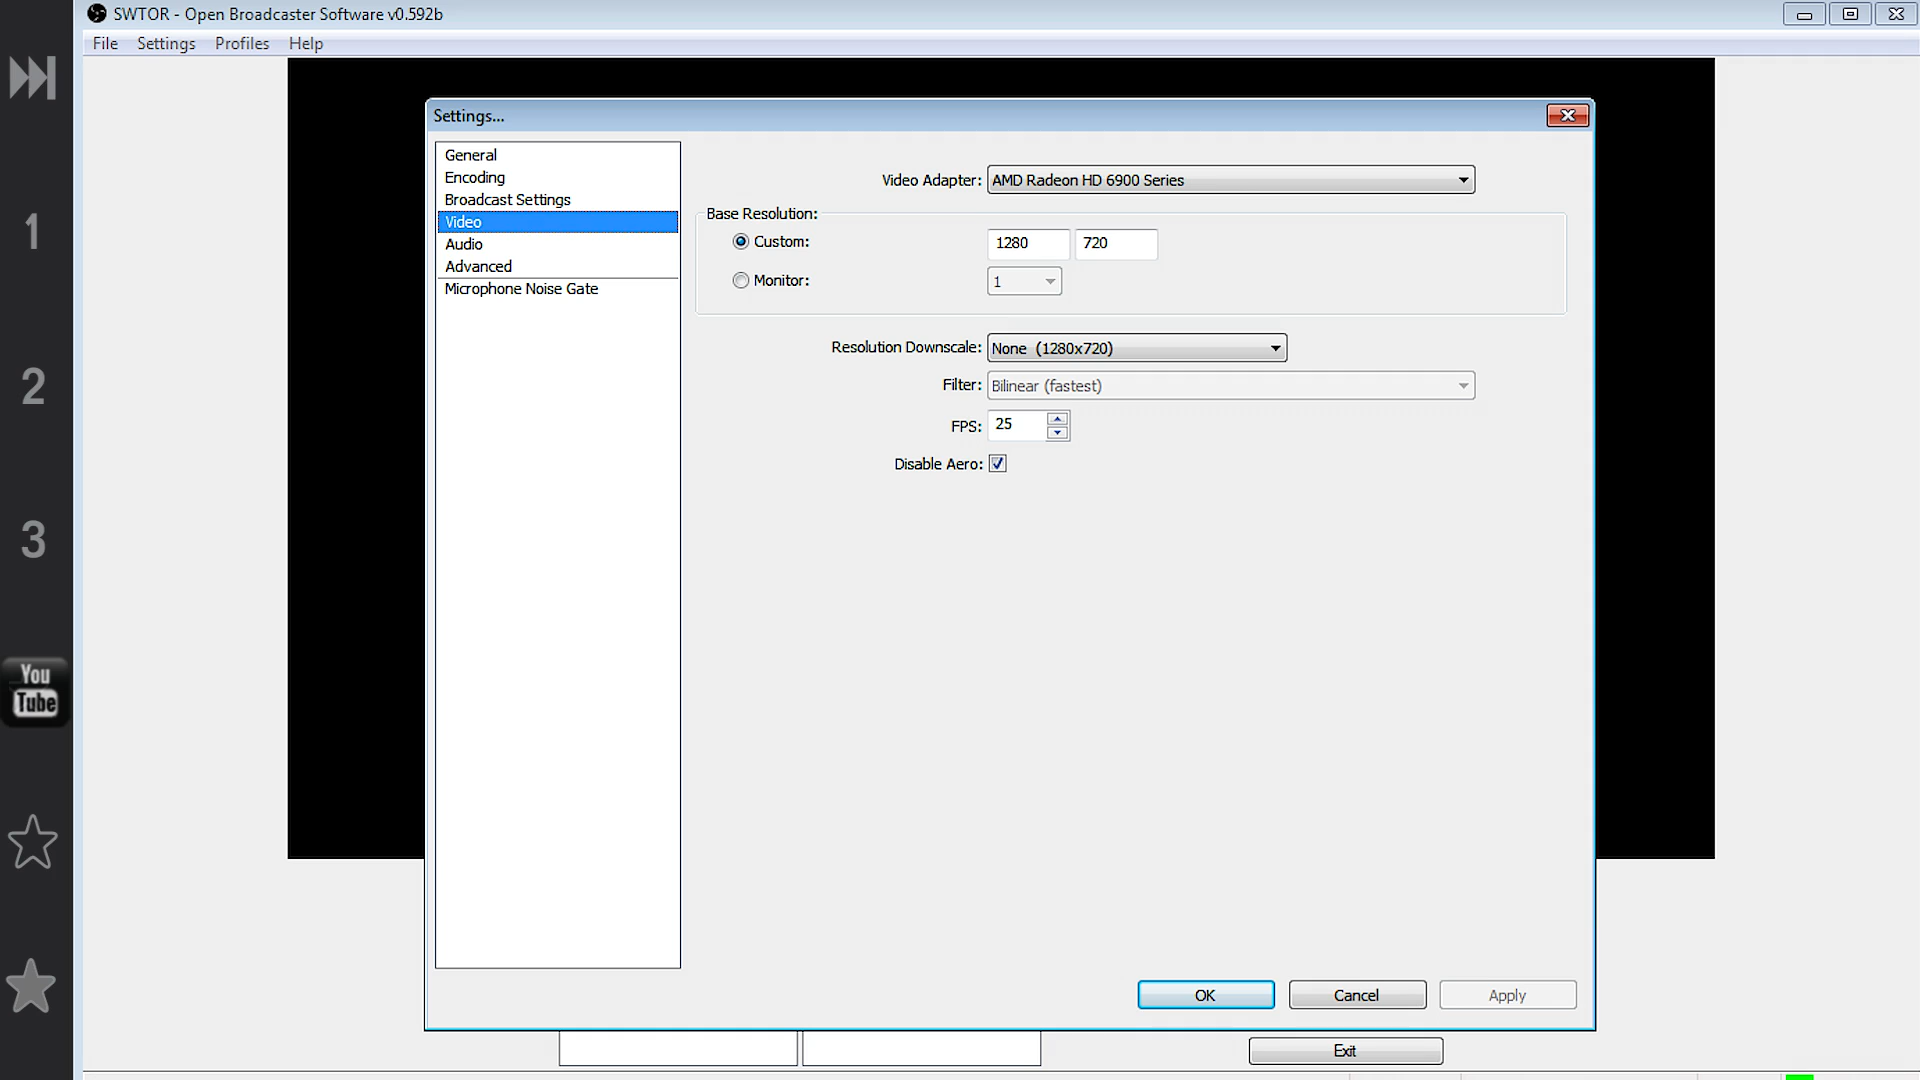 SWTOR - Open Broadcaster Software v0.592b
File Settings Profiles Help
Settings...
General
Encoding
Broadcast Settings
Video
Audio
Advanced
Microphone Noise Gate
Video Adapter: AMD Radeon HD 6900 Series
Base Resolution:
Custom: 1280 720
Monitor: 1
Resolution Downscale: None (1280x720)
Filter: Bilinear (fastest)
FPS: 25
Disable Aero:
OK Cancel Apply
Exit
1
2
3
You
Tube